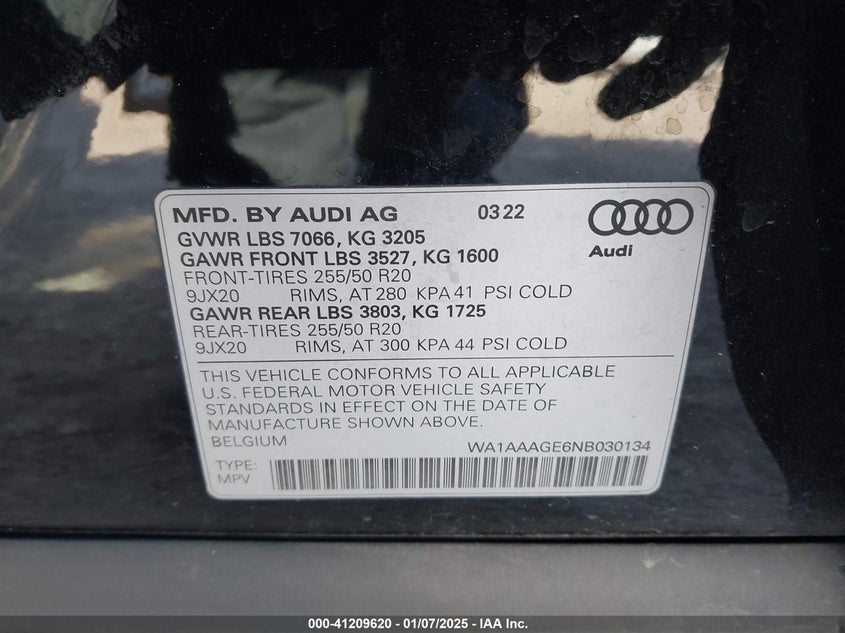 MFD. BY AUDI AG 03 22
GVWR LBS 7066, KG 3205
GAWR FRONT LBS 3527, KG 1600
FRONT-TIRES 255/50 R20
9JX20 RIMS, AT 280 KPA 41 PSI COLD
GAWR REAR LBS 3803, KG 1725
REAR-TIRES 255/50 R20
9JX20 RIMS, AT 300 KPA 44 PSI COLD
Audi
THIS VEHICLE CONFORMS TO ALL APPLICABLE
U.S. FEDERAL MOTOR VEHICLE SAFETY
STANDARDS IN EFFECT ON THE DATE OF
MANUFACTURE SHOWN ABOVE.
BELGIUM WA1AAAGE6NB030134
TYPE:
MPV
000-41209620 - 01/07/2025 - IAA Inc.